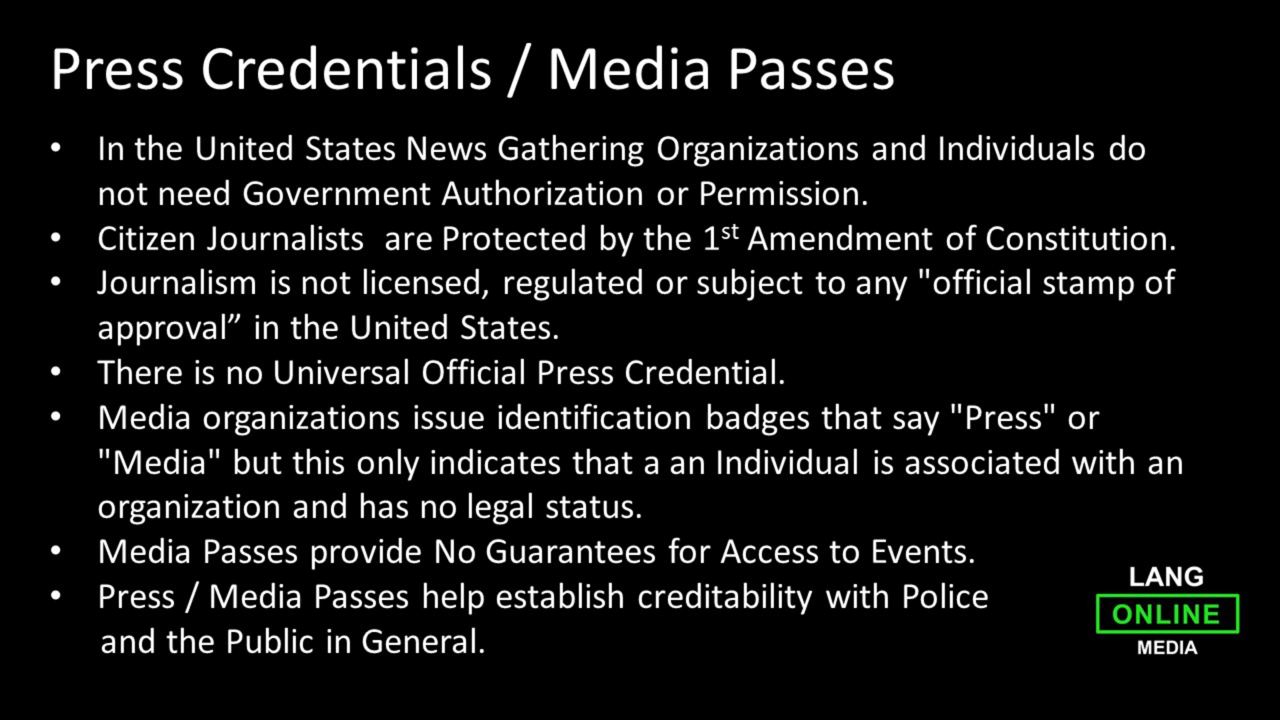 Press Credentials / Media Passes
• In the United States News Gathering Organizations and Individuals do
not need Government Authorization or Permission.
• Citizen Journalists  are Protected by the 1st Amendment of Constitution.
• Journalism is not licensed, regulated or subject to any "official stamp of
approval” in the United States.
• There is no Universal Official Press Credential.
• Media organizations issue identification badges that say "Press" or
"Media" but this only indicates that a an Individual is associated with an
organization and has no legal status.
• Media Passes provide No Guarantees for Access to Events.
• Press / Media Passes help establish creditability with Police
and the Public in General.
LANG
ONLINE
MEDIA